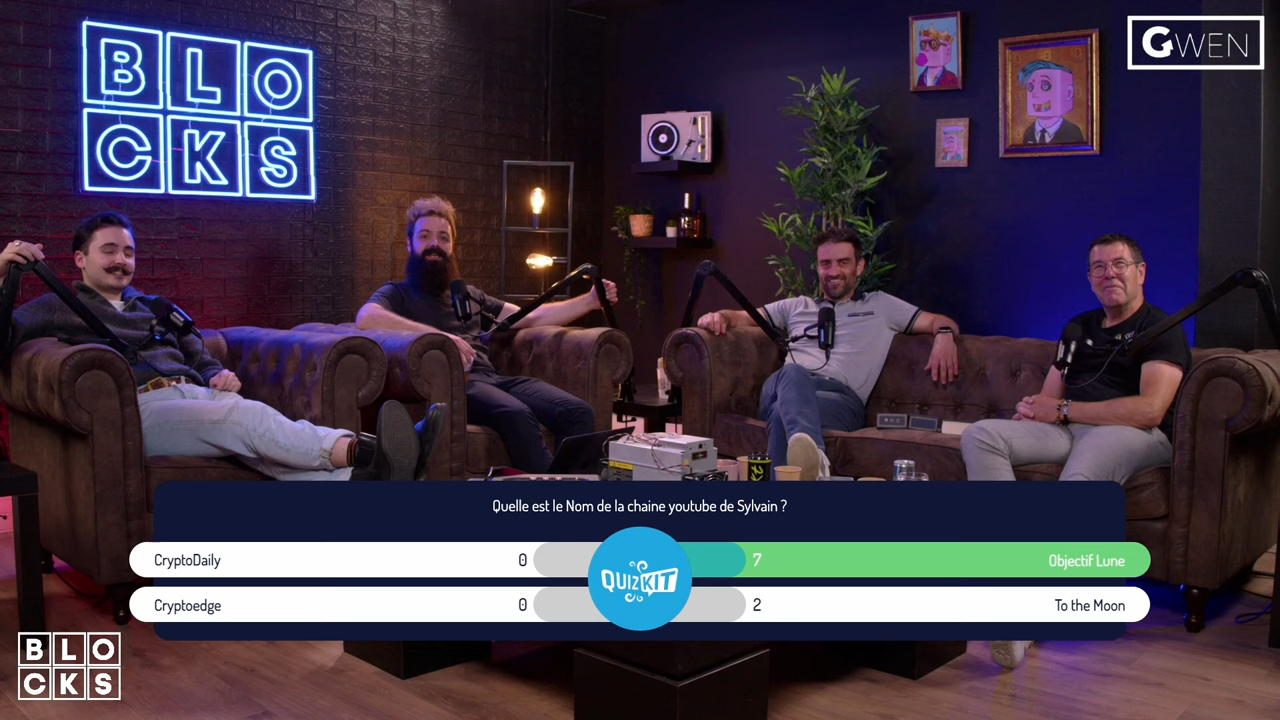 BLO
CKS
GWEN
Quelle est le Nom de la chaine youtube de Sylvain ?
CryptoDaily 0
7 Objectif Lune
Cryptoedge 0
2 To the Moon
QUIZKIT
BLO
CKS